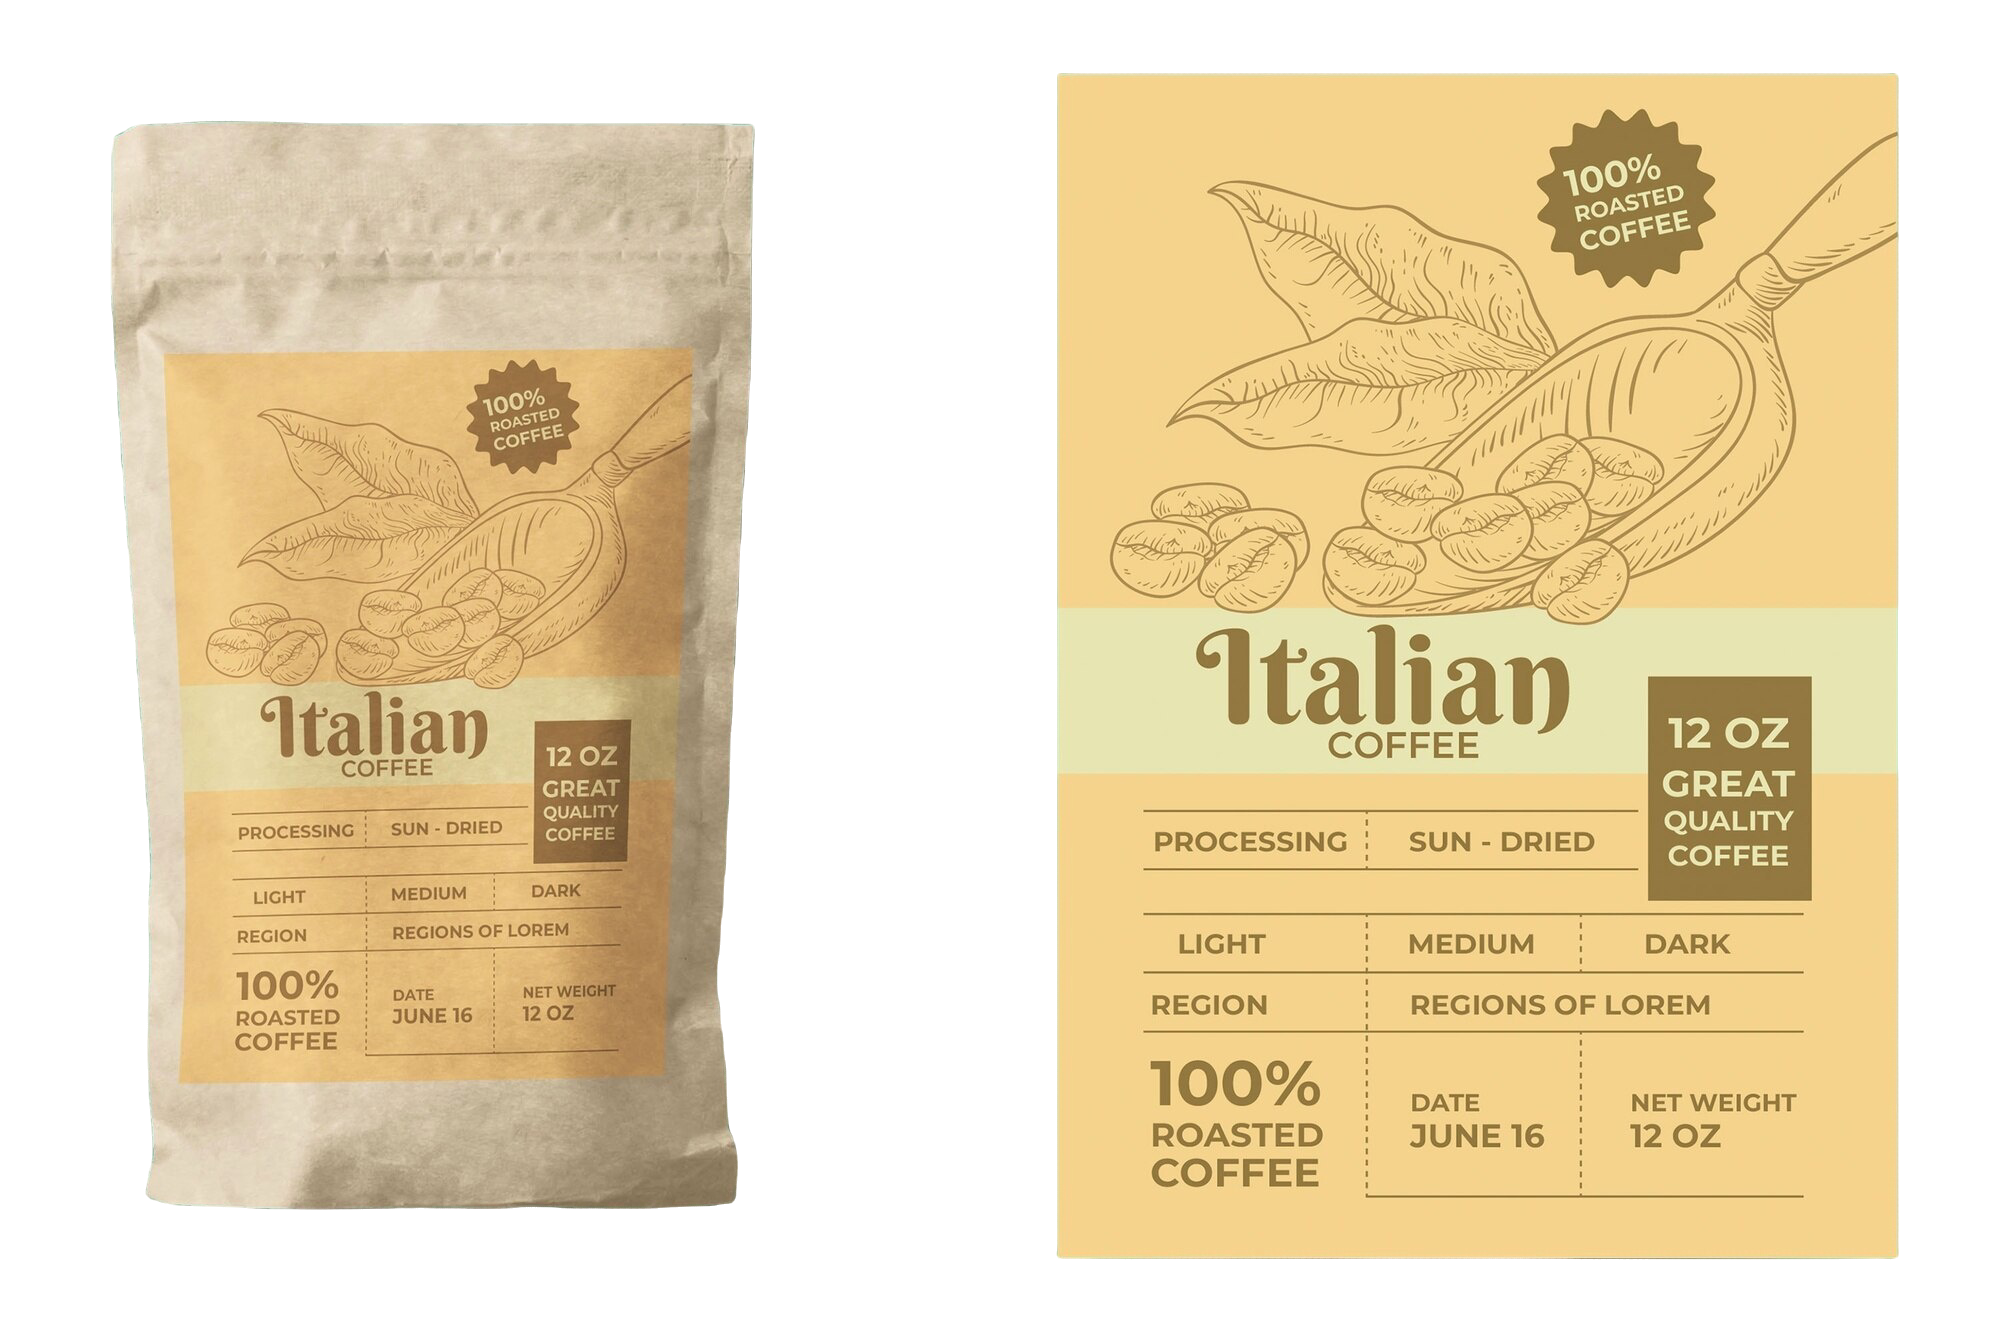 100%
ROASTED
COFFEE
Italian
COFFEE
12 OZ
GREAT
QUALITY
COFFEE
PROCESSING SUN - DRIED
LIGHT MEDIUM DARK
REGION REGIONS OF LOREM
100%
ROASTED
COFFEE
DATE
JUNE 16
NET WEIGHT
12 OZ
100%
ROASTED
COFFEE
Italian
COFFEE
12 OZ
GREAT
QUALITY
COFFEE
PROCESSING SUN - DRIED
LIGHT MEDIUM DARK
REGION REGIONS OF LOREM
100%
ROASTED
COFFEE
DATE
JUNE 16
NET WEIGHT
12 OZ